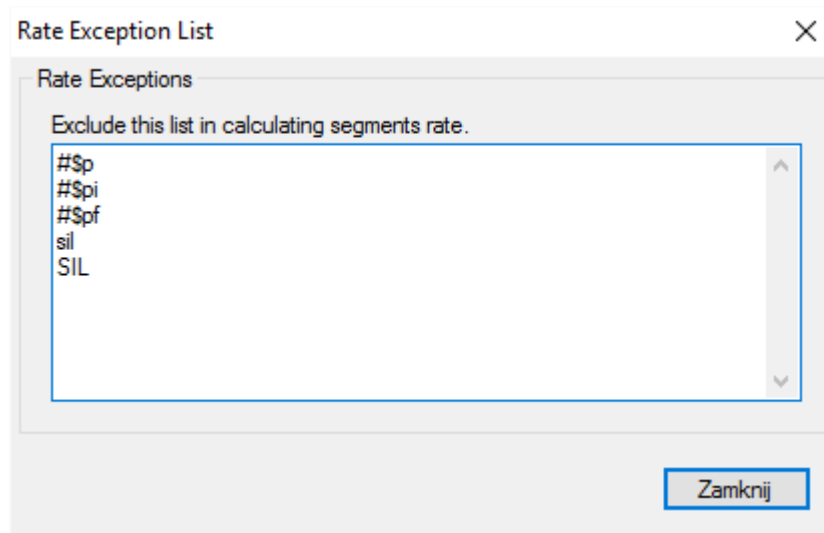 Rate Exception List
Rate Exceptions
Exclude this list in calculating segments rate.
#$p
#$pi
#$pf
sil
SIL
Zamknij